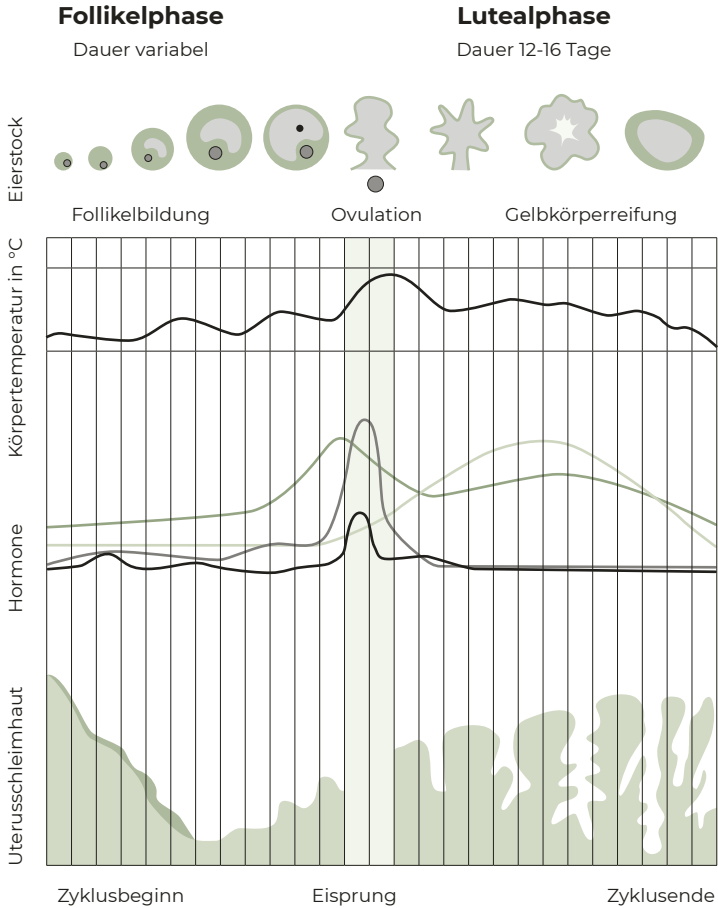 Follikelphase
Lutealphase
Dauer variabel
Dauer 12-16 Tage
Eierstock
Follikelbildung
Ovulation
Gelbkörperreifung
Körpertemperatur in °C
Hormone
Uterusschleimhaut
Zyklusbeginn
Eisprung
Zyklusende